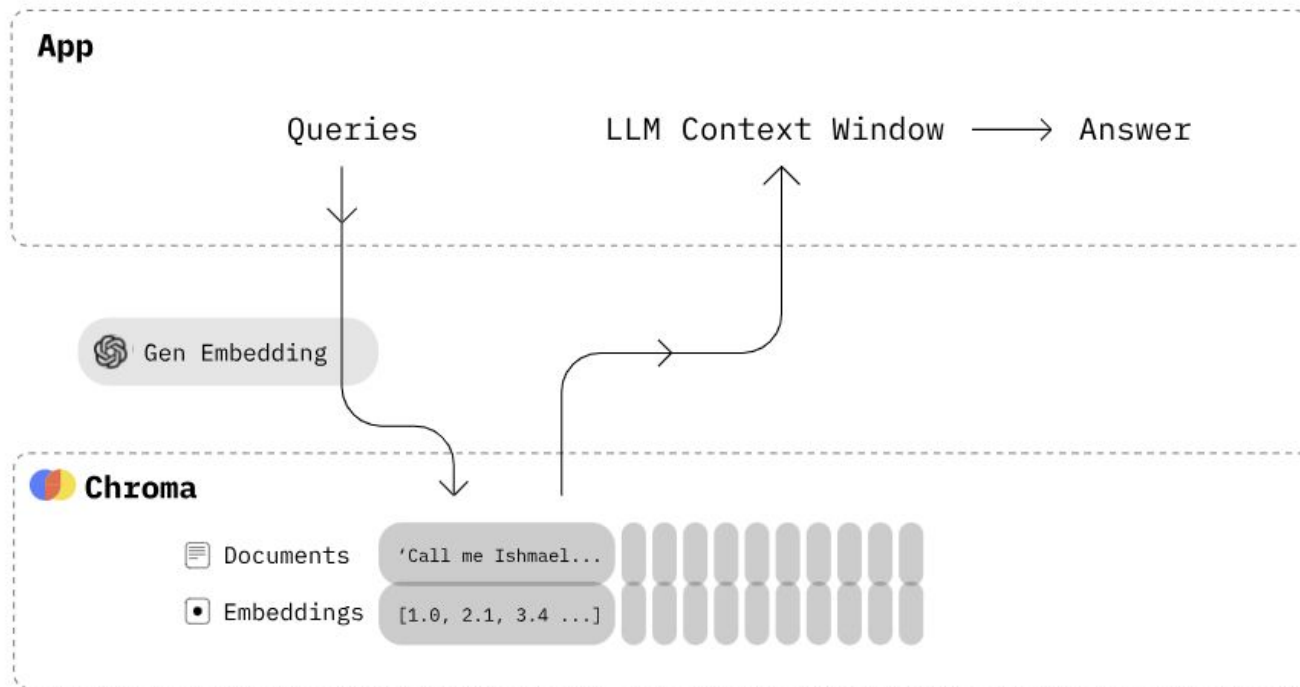 App
Queries
LLM Context Window
Answer
Gen Embedding
Chroma
Documents
‘Call me Ishmael...
Embeddings
[1.0, 2.1, 3.4 ...]